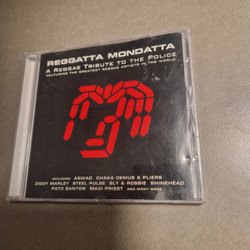 REGGATTA MONDATTA
A REGGAE TRIBUTE TO THE POLICE
FEATURING THE GREATEST REGGAE ARTISTS IN THE WORLD
INCLUDING ASWAD CHAKA DEMUS & PLIERS
ZIGGY MARLEY STEEL PULSE SLY & ROBBIE SHINEHEAD
PATO BANTON MAXI PRIEST AND MANY MORE